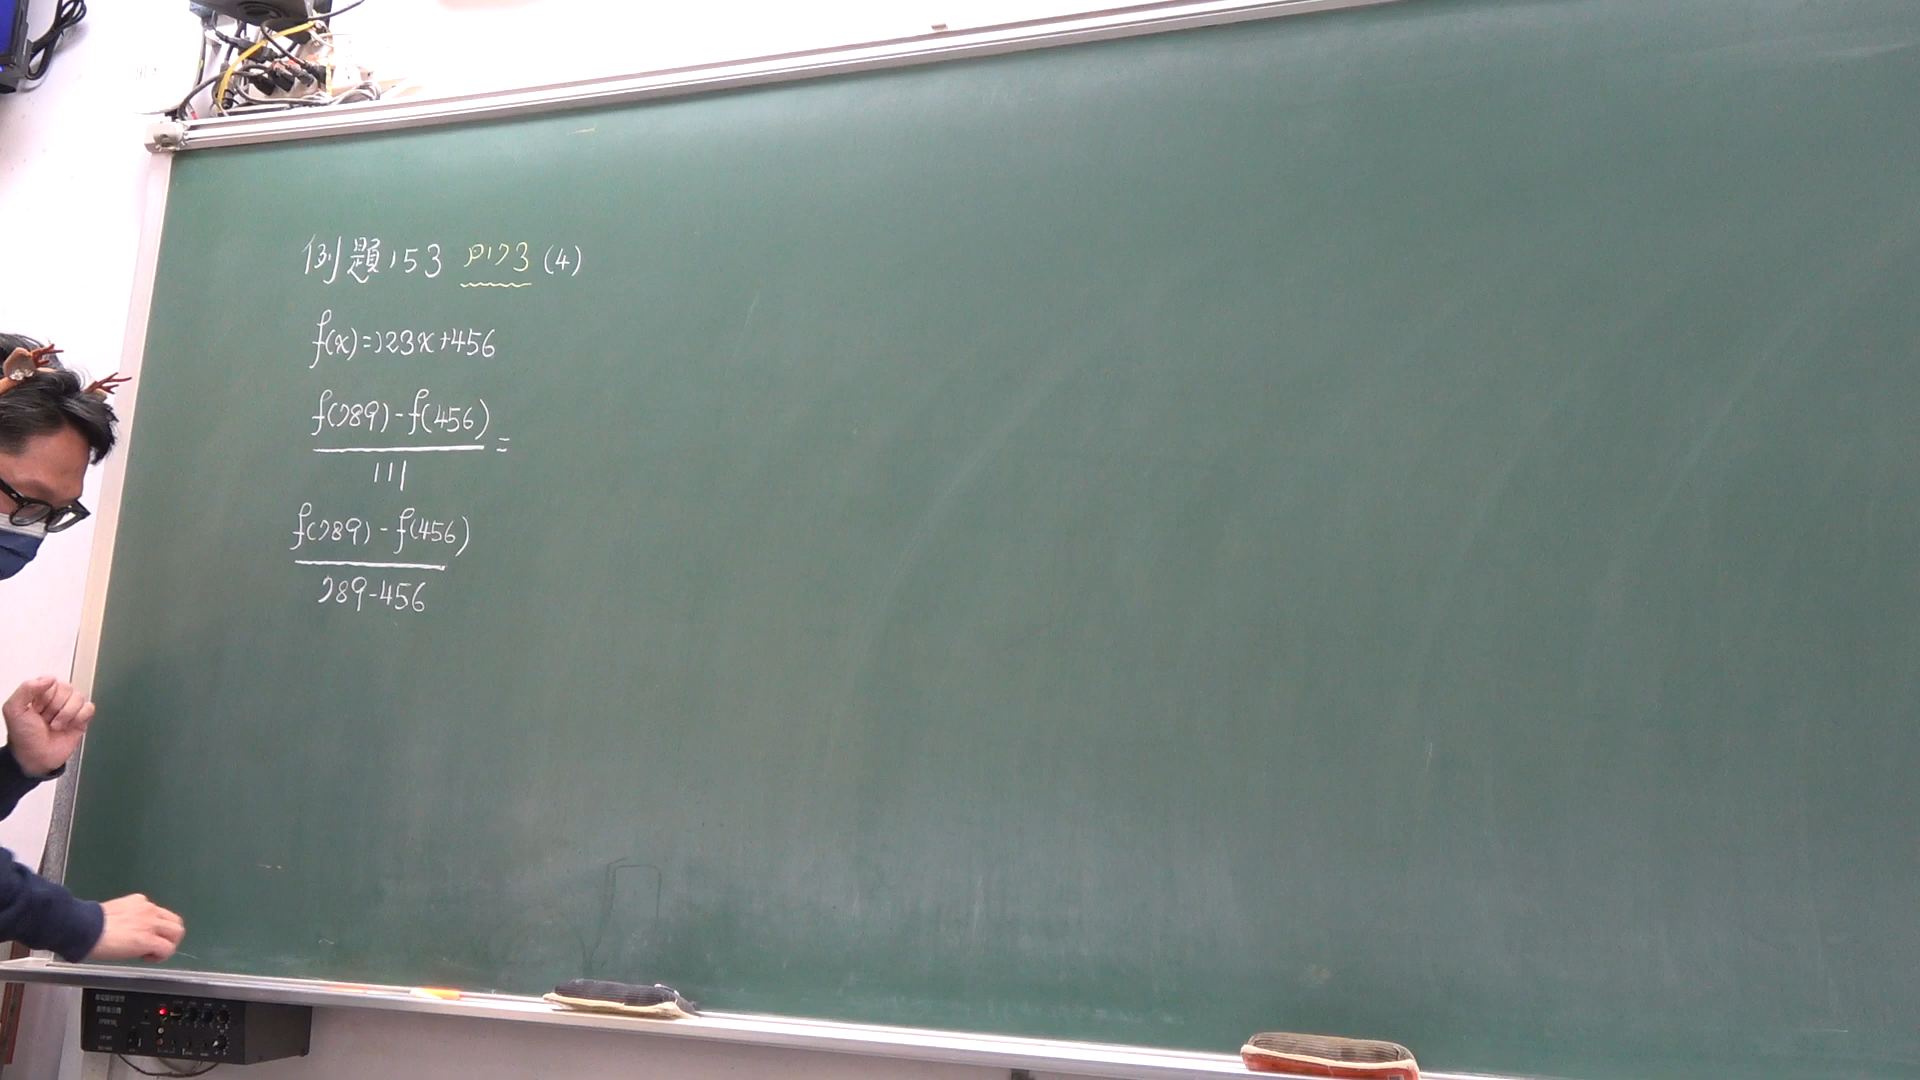 例題153 P173 (4)
f(x)=123x+456
f(789)-f(456)
111
=
f(789)-f(456)
789-456